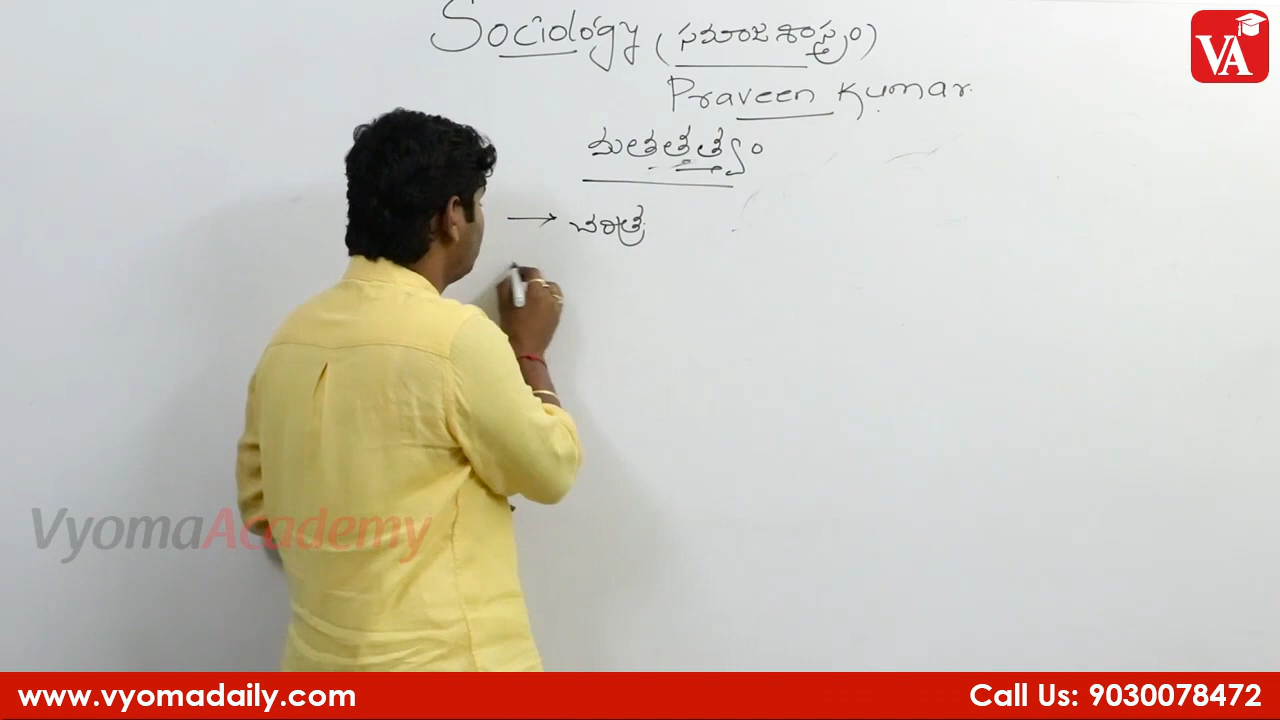 Sociology (సమాజశాస్త్రం)
VA
Praveen Kumar.
మతతత్వం
→ చరిత్ర
VyomaAcademy
www.vyomadaily.com
Call Us: 9030078472